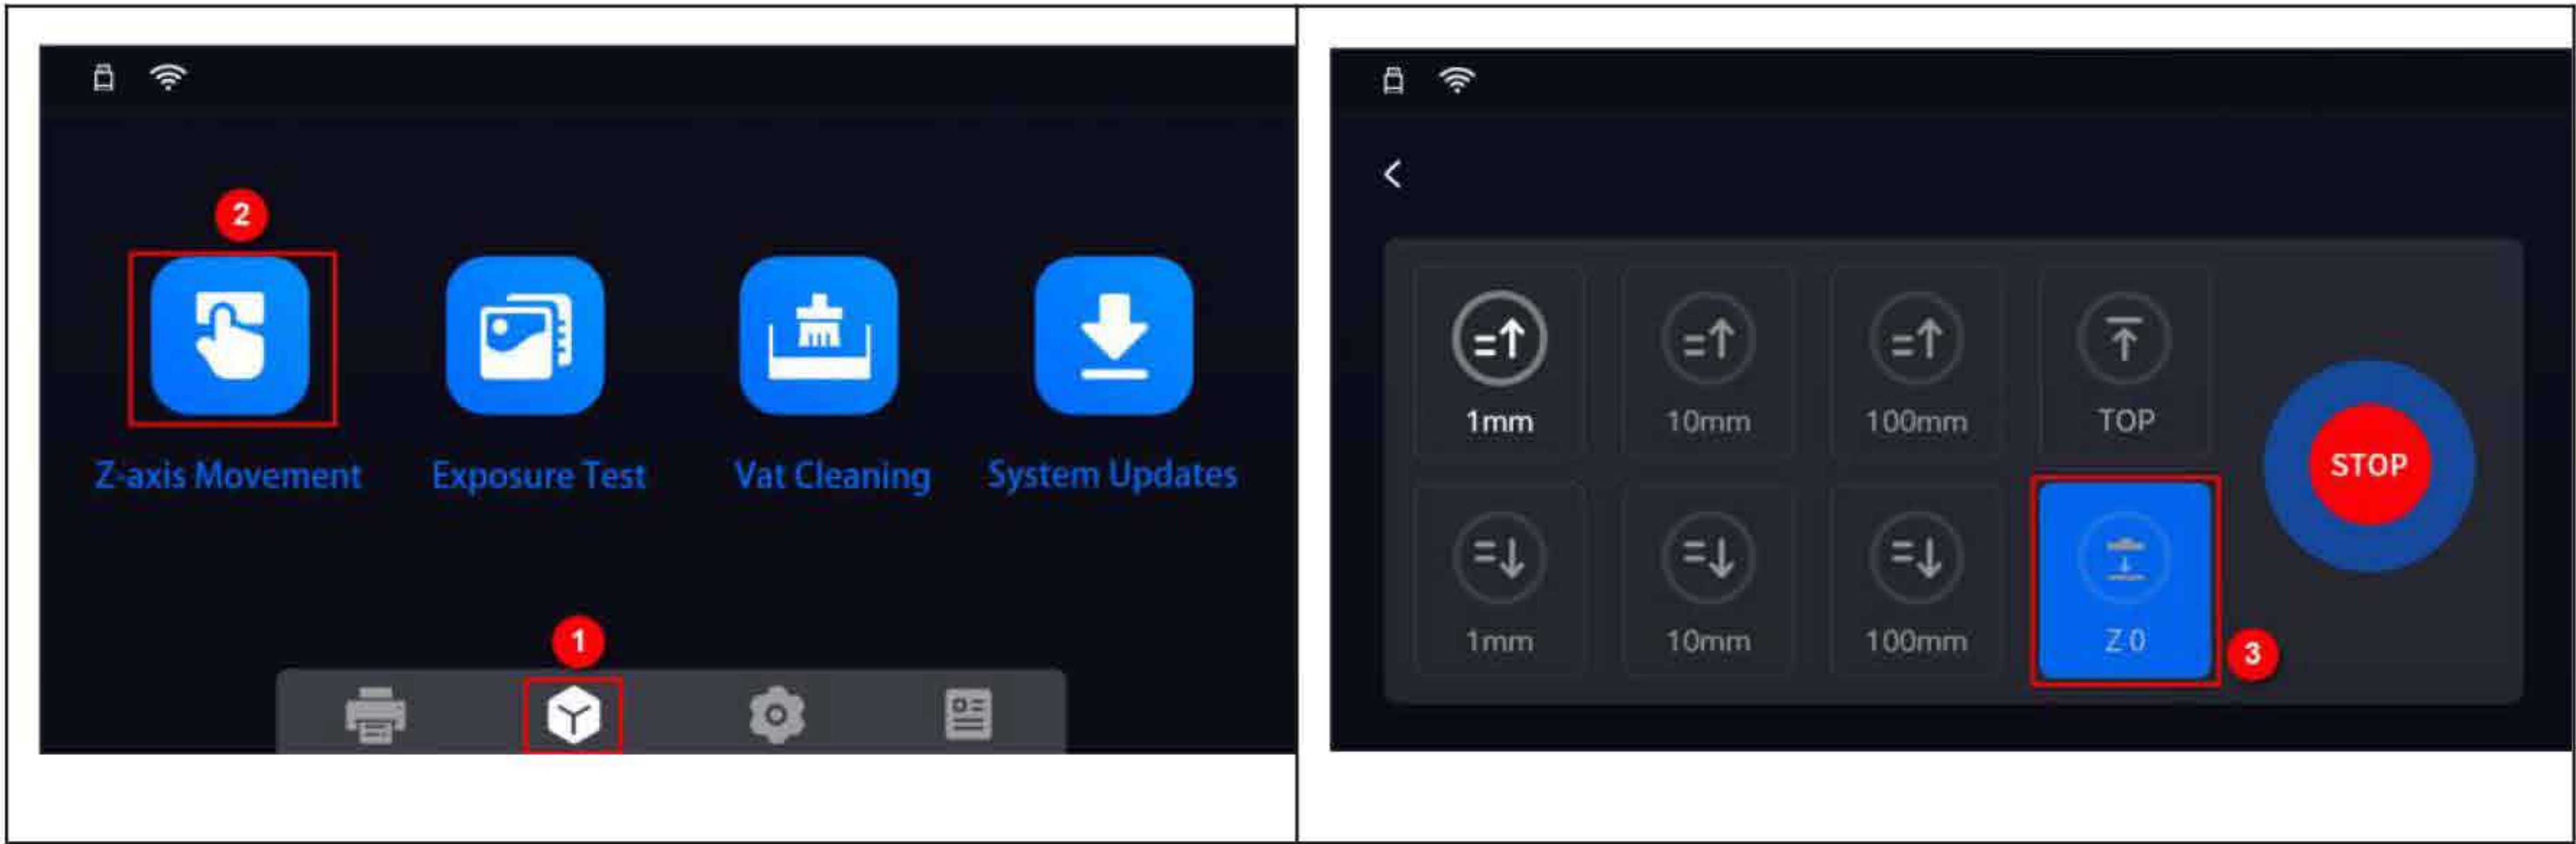 2
Z-axis Movement
Exposure Test
Vat Cleaning
System Updates
1
1mm
10mm
100mm
TOP
STOP
1mm
10mm
100mm
Z 0
3